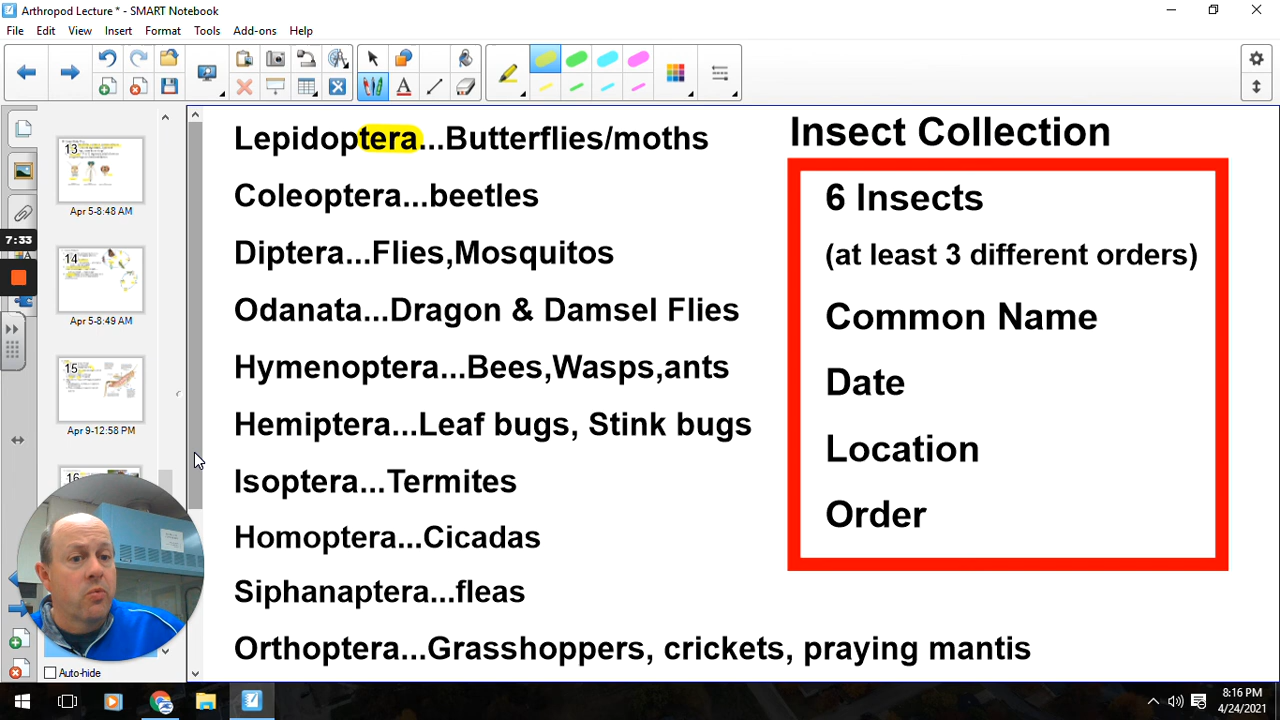 Arthropod Lecture * - SMART Notebook
File Edit View Insert Format Tools Add-ons Help
13
Apr 5-8:48 AM
14
Apr 5-8:49 AM
15
Apr 9-12:58 PM
16
7:33
Auto-hide
Lepidoptera...Butterflies/moths
Coleoptera...beetles
Diptera...Flies,Mosquitos
Odanata...Dragon & Damsel Flies
Hymenoptera...Bees,Wasps,ants
Hemiptera...Leaf bugs, Stink bugs
Isoptera...Termites
Homoptera...Cicadas
Siphanaptera...fleas
Orthoptera...Grasshoppers, crickets, praying mantis
Insect Collection
6 Insects
(at least 3 different orders)
Common Name
Date
Location
Order
8:16 PM
4/24/2021